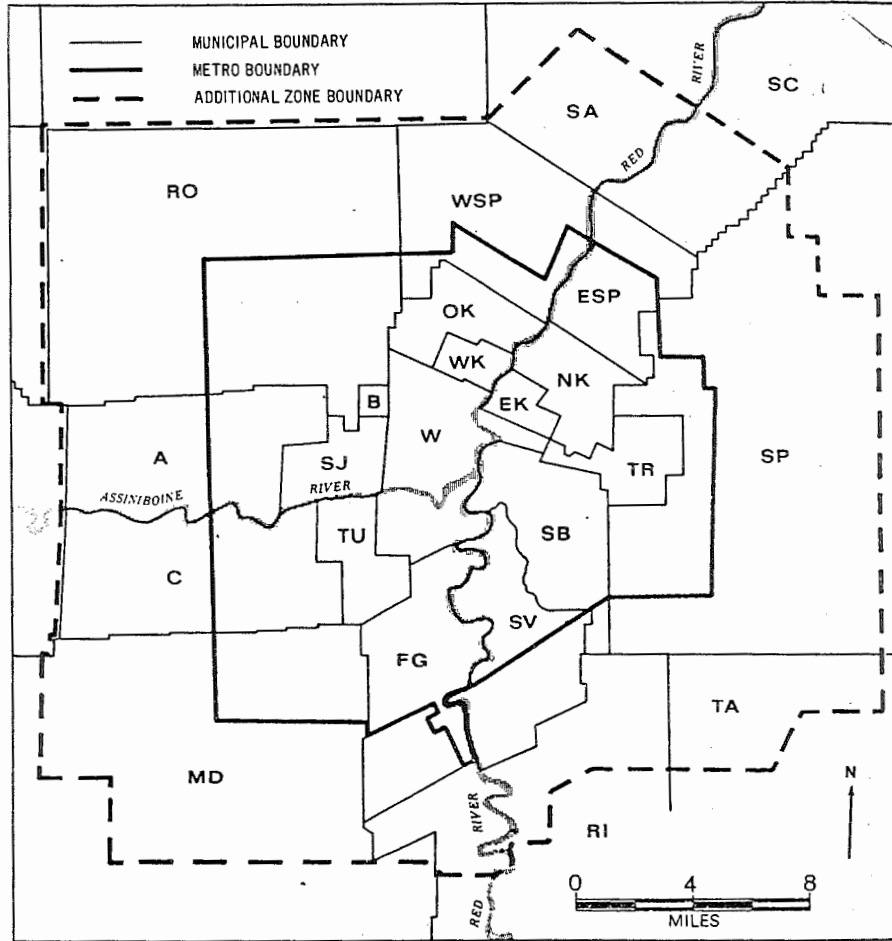 MUNICIPAL BOUNDARY
METRO BOUNDARY
ADDITIONAL ZONE BOUNDARY
RIVER
SC
SA
RED
RO
WSP
ESP
OK
WK
NK
B
EK
A
W
SJ
TR
SP
ASSINIBOINE
RIVER
TU
SB
C
SV
FG
TA
MD
N
RIVER
RI
0 4 8
MILES
RED